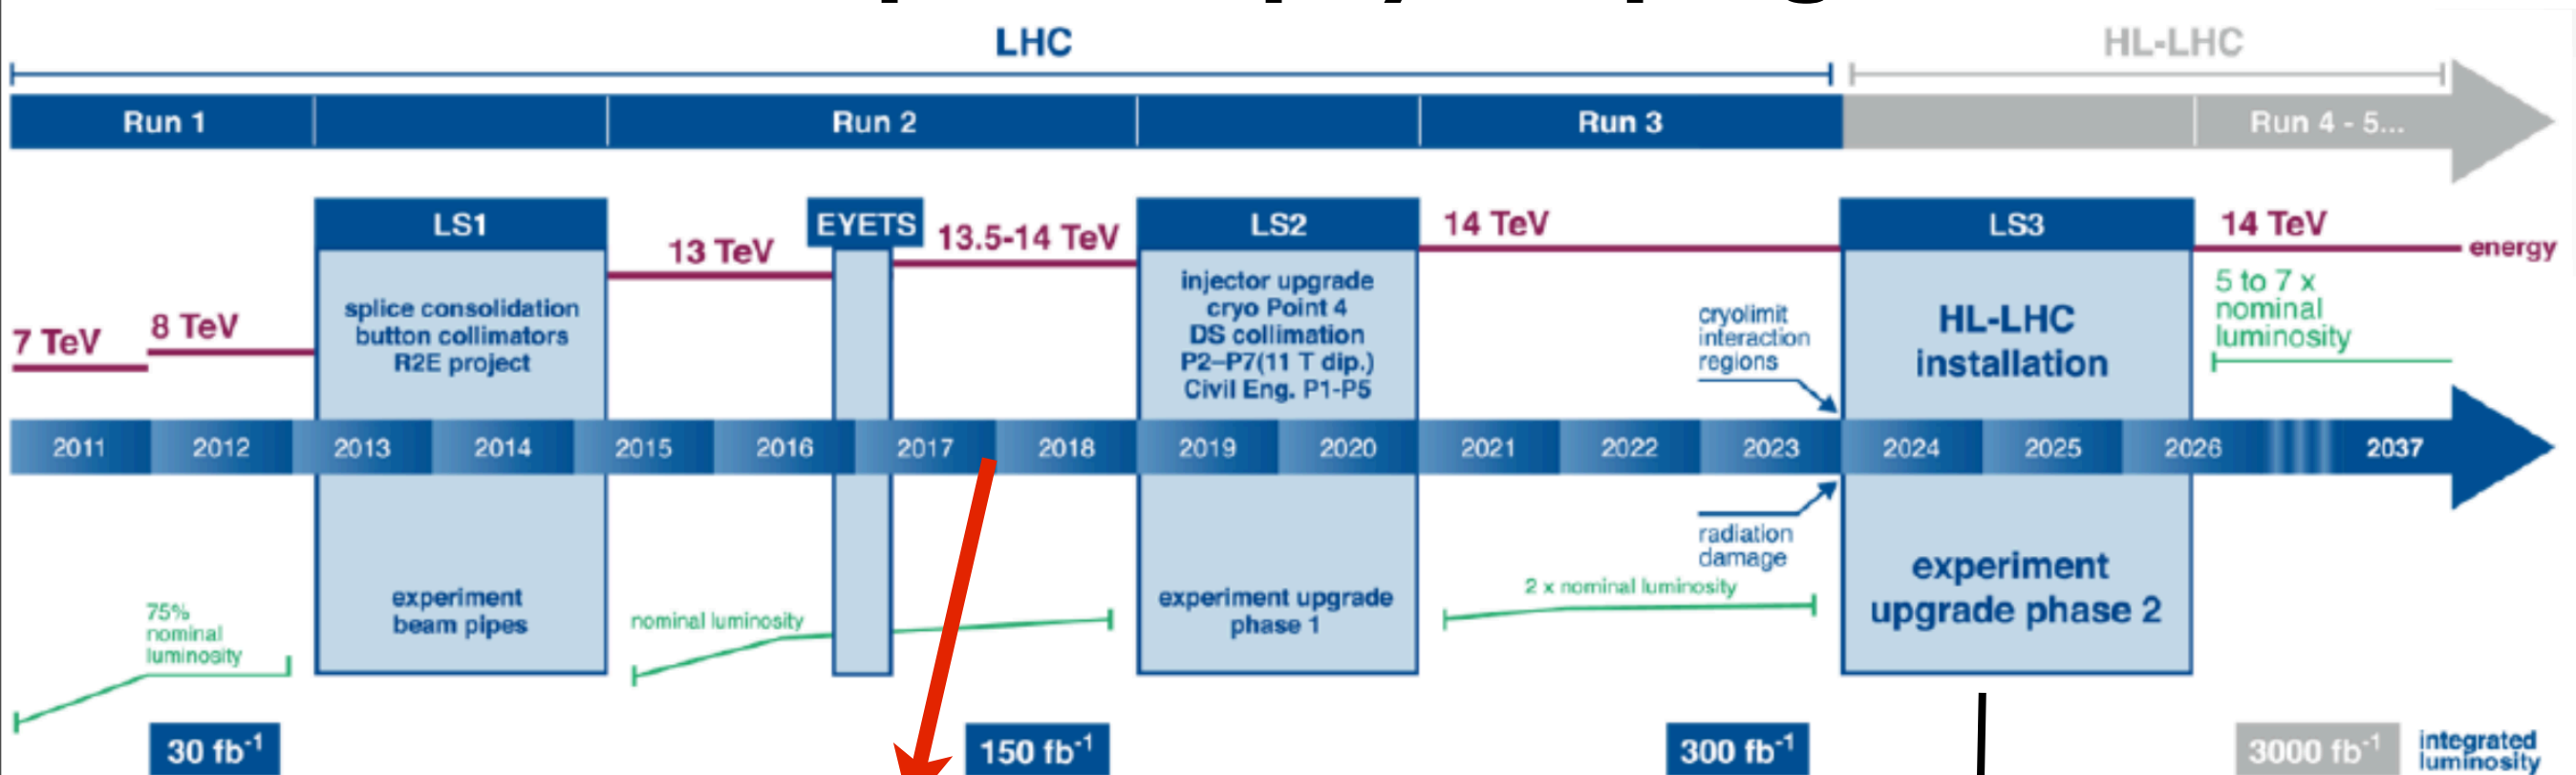 LHC
HL-LHC
Run 1
Run 2
Run 3
Run 4 - 5...
LS1
EYETS
LS2
LS3
13 TeV
13.5-14 TeV
14 TeV
14 TeV
energy
7 TeV
8 TeV
splice consolidation
button collimators
R2E project
injector upgrade
cryo Point 4
DS collimation
P2–P7(11 T dip.)
Civil Eng. P1-P5
cryolimit
interaction
regions
HL-LHC
installation
5 to 7 x
nominal
luminosity
2011
2012
2013
2014
2015
2016
2017
2018
2019
2020
2021
2022
2023
2024
2025
2026
2037
radiation
damage
75%
nominal
luminosity
experiment
beam pipes
nominal luminosity
experiment upgrade
phase 1
2 x nominal luminosity
experiment
upgrade phase 2
30 fb⁻¹
150 fb⁻¹
300 fb⁻¹
3000 fb⁻¹
integrated
luminosity